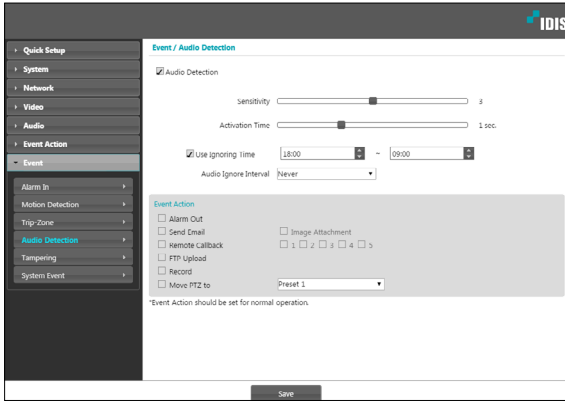 IDIS
Quick Setup
System
Network
Video
Audio
Event Action
Event
Alarm In
Motion Detection
Trip-Zone
Audio Detection
Tampering
System Event
Event / Audio Detection
Audio Detection
Sensitivity 3
Activation Time 1 sec.
Use Ignoring Time 18:00 ~ 09:00
Audio Ignore Interval Never
Event Action
Alarm Out
Send Email Image Attachment
Remote Callback 1 2 3 4 5
FTP Upload
Record
Move PTZ to Preset 1
*Event Action should be set for normal operation.
Save